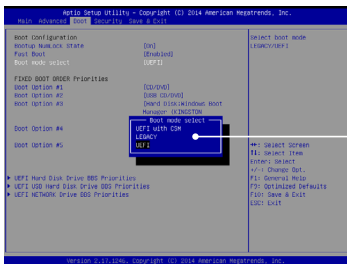 Aptio Setup Utility - Copyright (C) 2014 American Megatrends, Inc.
Main Advanced Boot Security Save & Exit
Boot Configuration
Bootup NumLock State [On]
Fast Boot [Enabled]
Boot mode select [UEFI]
FIXED BOOT ORDER Priorities
Boot Option #1 [CD/DVD]
Boot Option #2 [USB CD/DVD]
Boot Option #3 [Hard Disk:Windows Boot
Manager (KINGSTON
Boot mode select
Boot Option #4
UEFI with CSM
LEGACY
Boot Option #5
UEFI
UEFI Hard Disk Drive BBS Priorities
UEFI USB Hard Disk Drive BBS Priorities
UEFI NETWORK Drive BBS Priorities
Select boot mode
LEGACY/UEFI
→←: Select Screen
↑↓: Select Item
Enter: Select
+/-: Change Opt.
F1: General Help
F9: Optimized Defaults
F10: Save & Exit
ESC: Exit
Version 2.17.1246. Copyright (C) 2014 American Megatrends, Inc.